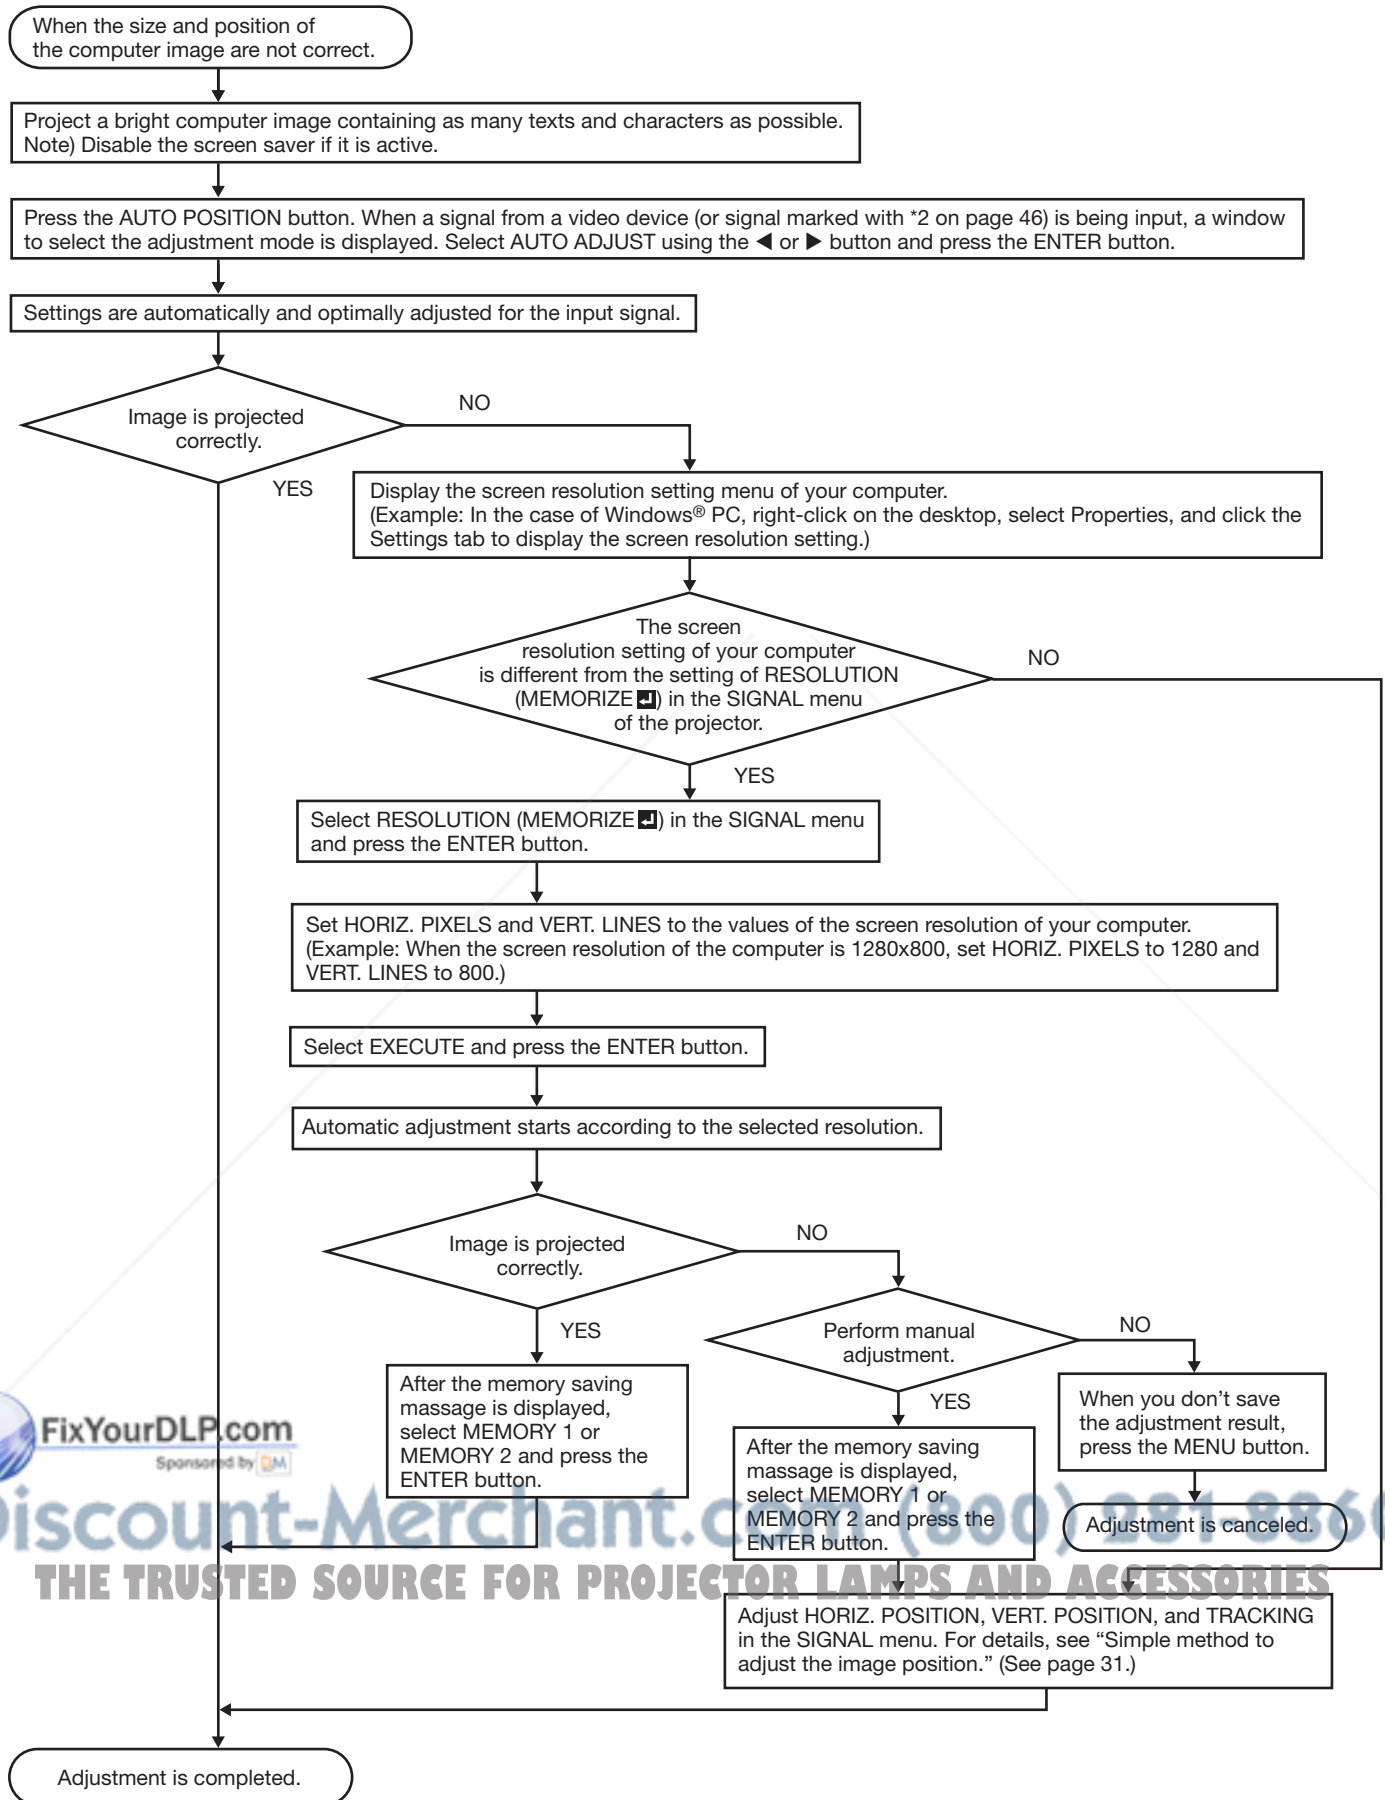 When the size and position of
the computer image are not correct.
Project a bright computer image containing as many texts and characters as possible.
Note) Disable the screen saver if it is active.
Press the AUTO POSITION button. When a signal from a video device (or signal marked with *2 on page 46) is being input, a window
to select the adjustment mode is displayed. Select AUTO ADJUST using the ◀ or ▶ button and press the ENTER button.
Settings are automatically and optimally adjusted for the input signal.
Image is projected
correctly.
NO
YES
Display the screen resolution setting menu of your computer.
(Example: In the case of Windows® PC, right-click on the desktop, select Properties, and click the
Settings tab to display the screen resolution setting.)
The screen
resolution setting of your computer
is different from the setting of RESOLUTION
(MEMORIZE ↵) in the SIGNAL menu
of the projector.
NO
YES
Select RESOLUTION (MEMORIZE ↵) in the SIGNAL menu
and press the ENTER button.
Set HORIZ. PIXELS and VERT. LINES to the values of the screen resolution of your computer.
(Example: When the screen resolution of the computer is 1280x800, set HORIZ. PIXELS to 1280 and
VERT. LINES to 800.)
Select EXECUTE and press the ENTER button.
Automatic adjustment starts according to the selected resolution.
Image is projected
correctly.
NO
YES
Perform manual
adjustment.
NO
YES
After the memory saving
massage is displayed,
select MEMORY 1 or
MEMORY 2 and press the
ENTER button.
After the memory saving
massage is displayed,
select MEMORY 1 or
MEMORY 2 and press the
ENTER button.
When you don't save
the adjustment result,
press the MENU button.
Adjustment is canceled.
FixYourDLP.com
Sponsored by DM
Discount-Merchant.com (800) 281-8860
THE TRUSTED SOURCE FOR PROJECTOR LAMPS AND ACCESSORIES
Adjust HORIZ. POSITION, VERT. POSITION, and TRACKING
in the SIGNAL menu. For details, see “Simple method to
adjust the image position.” (See page 31.)
Adjustment is completed.